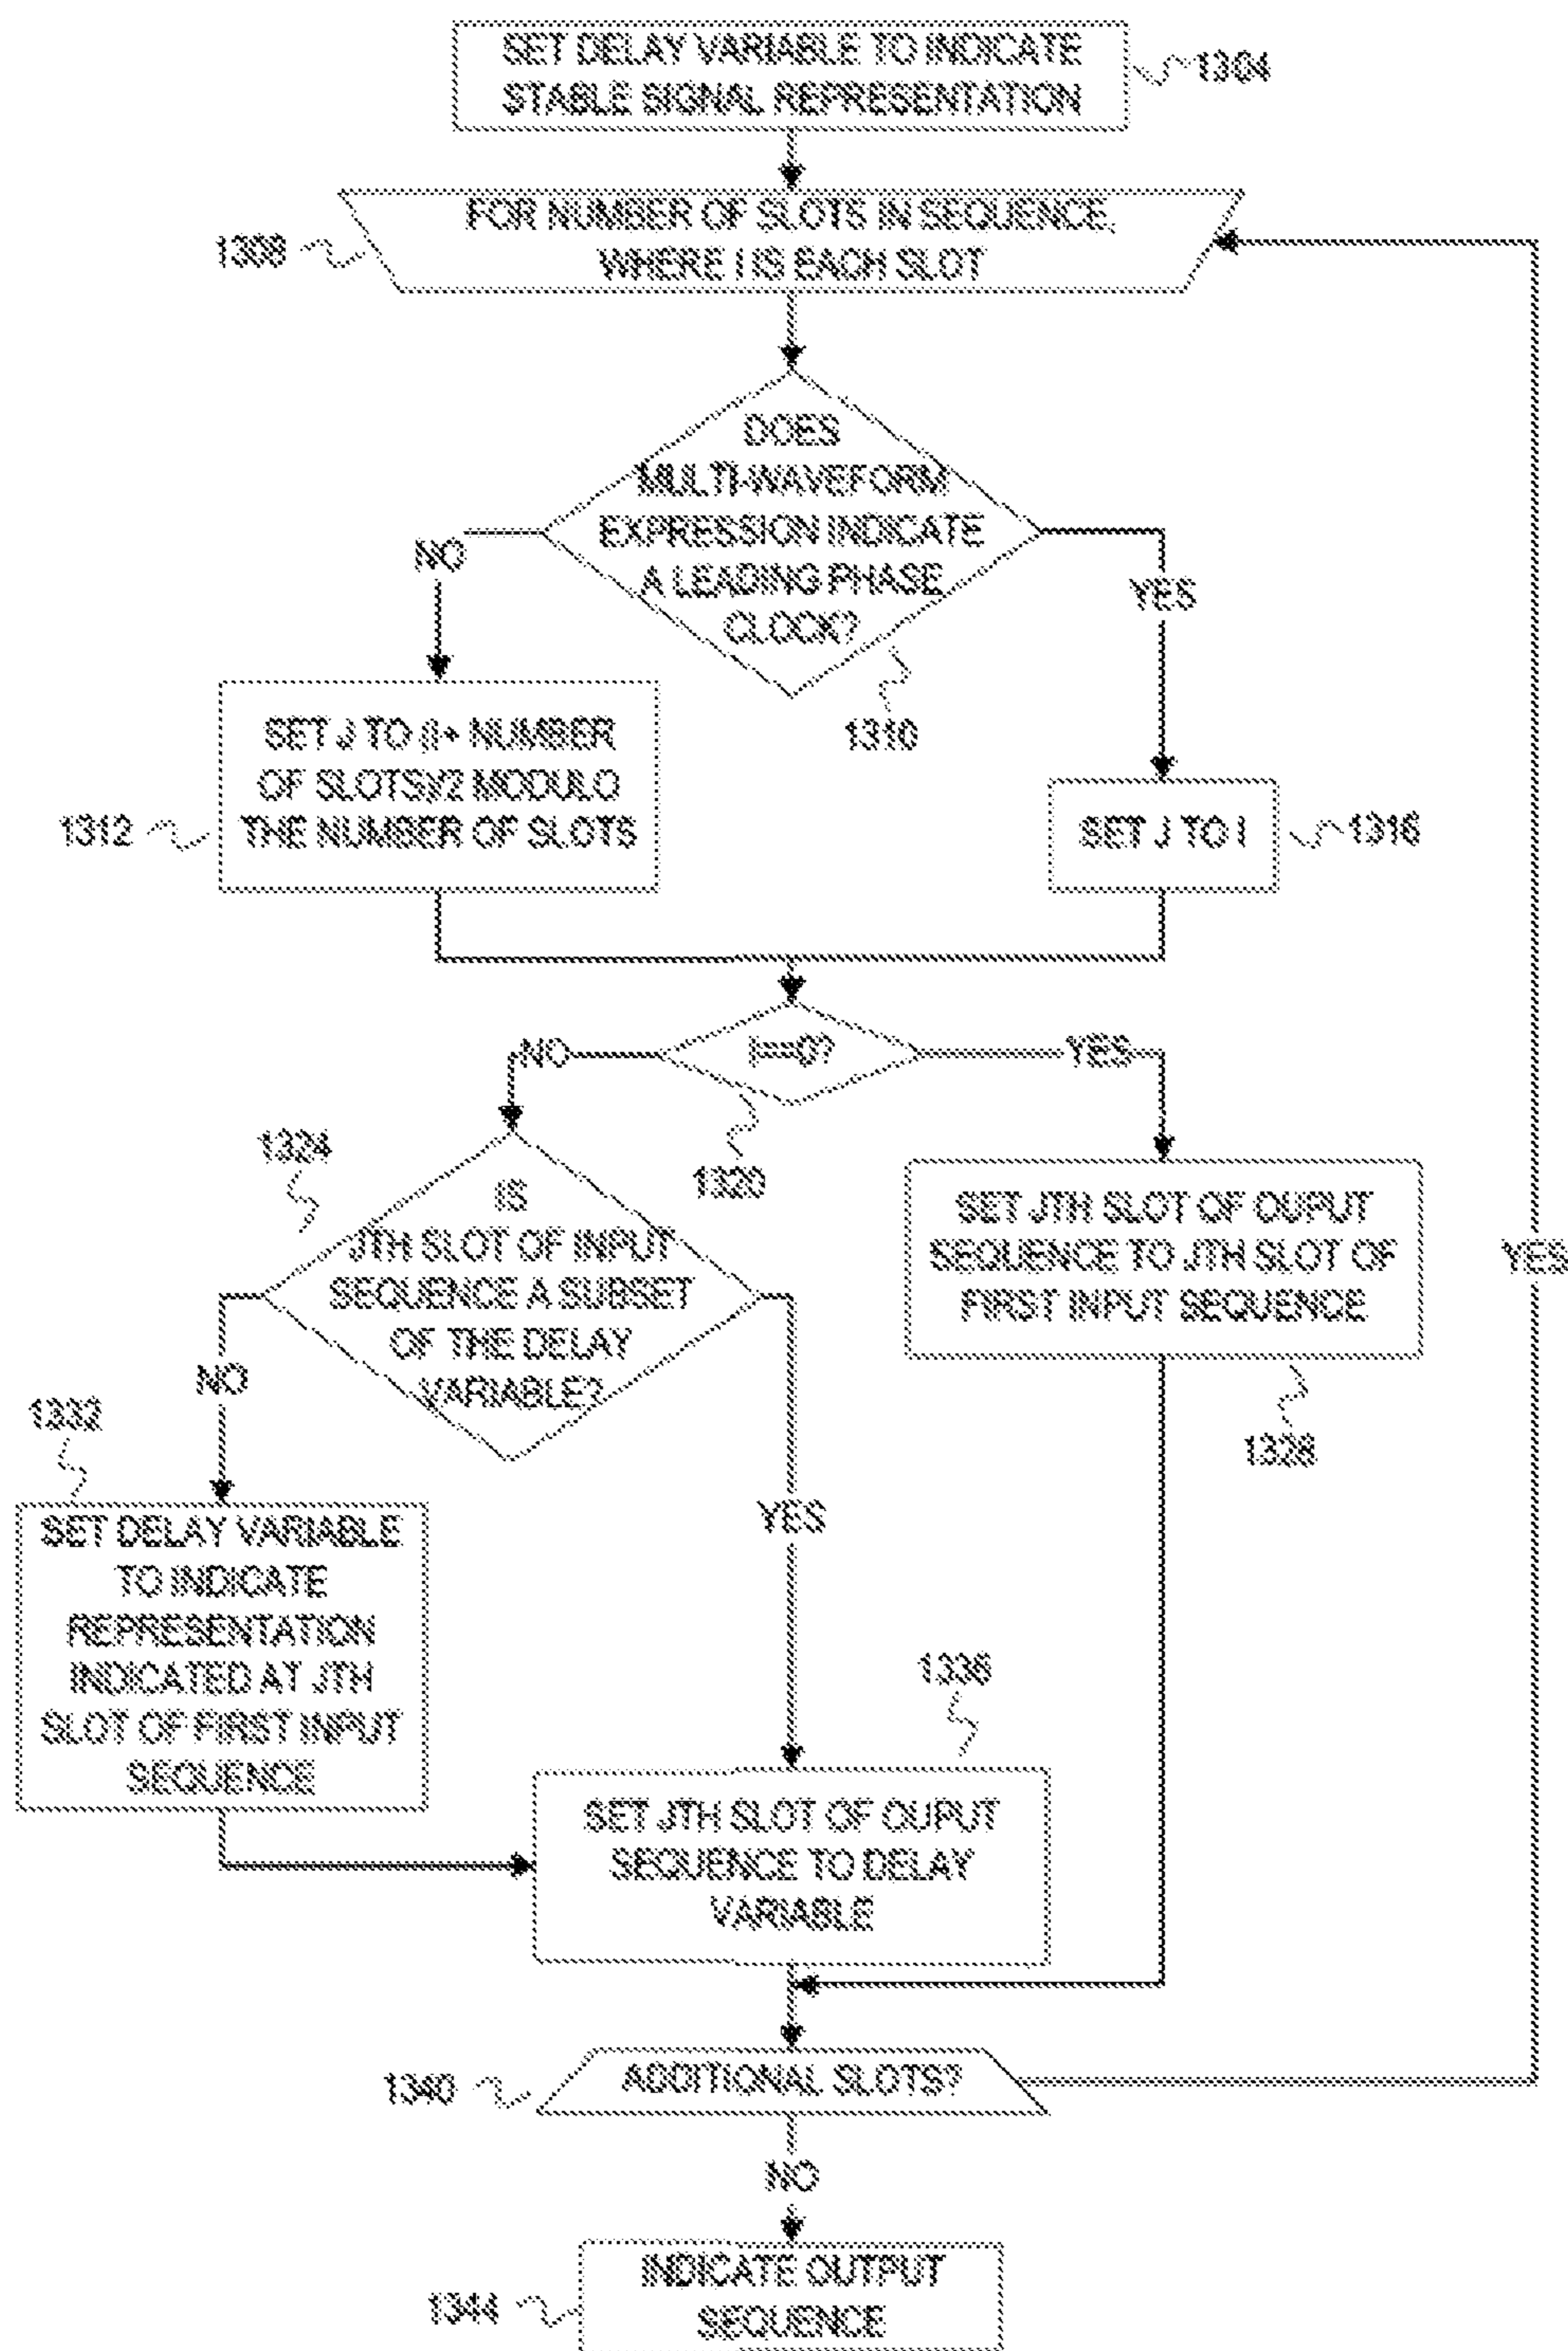 SET DELAY VARIABLE TO INDICATE
STABLE SIGNAL REPRESENTATION
1304
FOR NUMBER OF SLOTS IN SEQUENCE,
WHERE I IS EACH SLOT
1308
DOES
MULTI-WAVEFORM
EXPRESSION INDICATE
A LEADING PHASE
CLOCK?
NO
YES
1310
SET J TO (I + NUMBER
OF SLOTS)/2 MODULO
THE NUMBER OF SLOTS
1312
SET J TO I
1316
I==0?
NO
YES
1320
1324
IS
JTH SLOT OF INPUT
SEQUENCE A SUBSET
OF THE DELAY
VARIABLE?
SET JTH SLOT OF OUPUT
SEQUENCE TO JTH SLOT OF
FIRST INPUT SEQUENCE
1328
YES
NO
1332
YES
SET DELAY VARIABLE
TO INDICATE
REPRESENTATION
INDICATED AT JTH
SLOT OF FIRST INPUT
SEQUENCE
1336
SET JTH SLOT OF OUPUT
SEQUENCE TO DELAY
VARIABLE
ADDITIONAL SLOTS?
1340
NO
INDICATE OUTPUT
SEQUENCE
1344